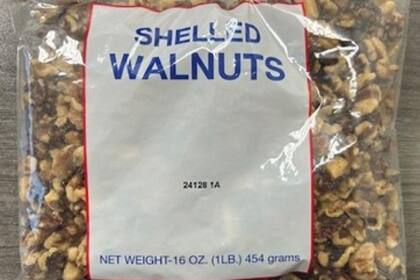 SHELLED
WALNUTS
24128 1A
NET WEIGHT-16 OZ. (1LB.) 454 grams